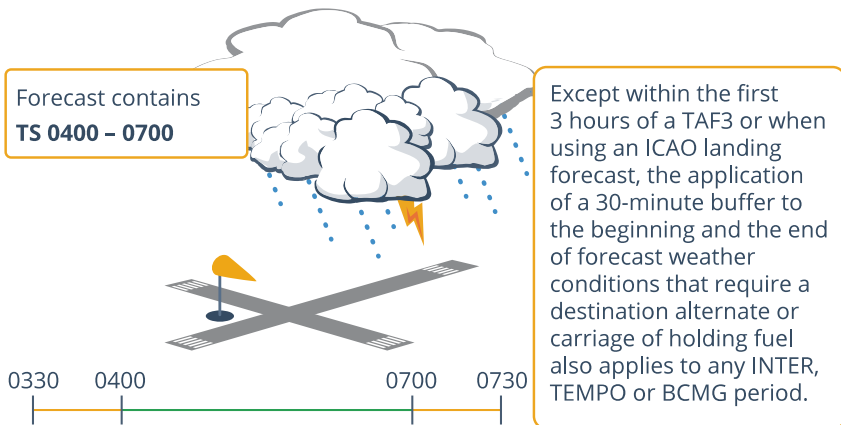 Forecast contains
TS 0400 – 0700
Except within the first
3 hours of a TAF3 or when
using an ICAO landing
forecast, the application
of a 30-minute buffer to
the beginning and the end
of forecast weather
conditions that require a
destination alternate or
carriage of holding fuel
also applies to any INTER,
TEMPO or BCMG period.
0330 0400 0700 0730